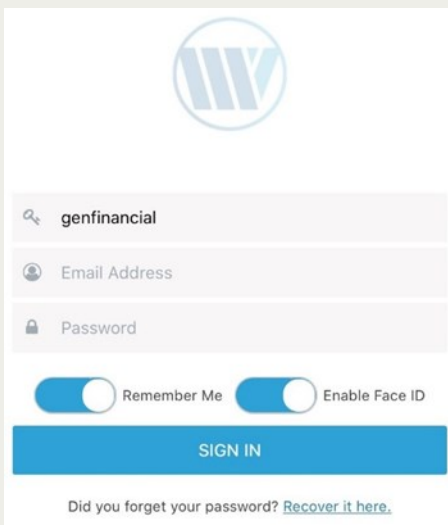 genfinancial
Email Address
Password
Remember Me Enable Face ID
SIGN IN
Did you forget your password? Recover it here.